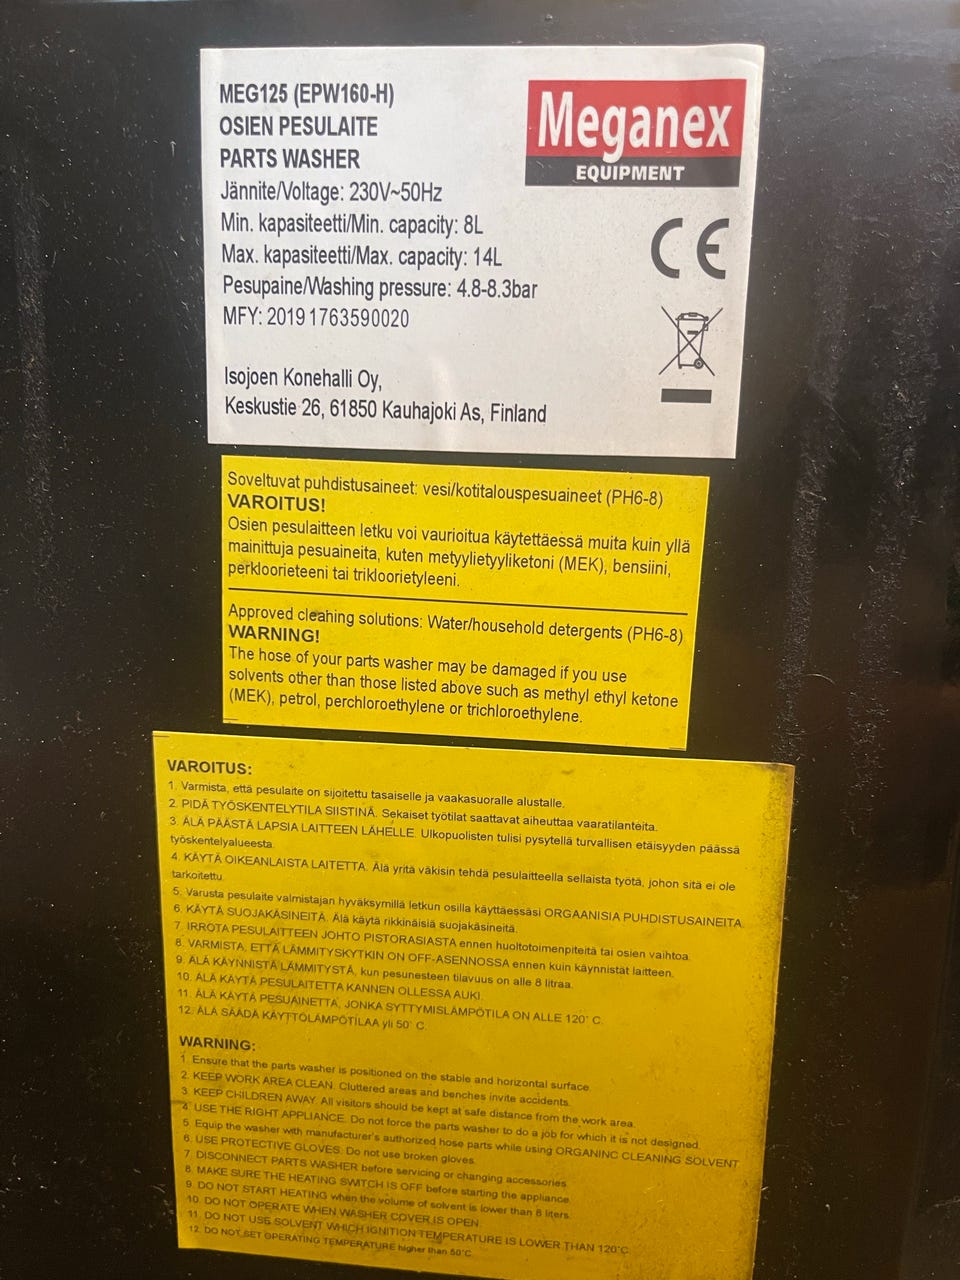 MEG125 (EPW160-H)
OSIEN PESULAITE
PARTS WASHER
Jännite/Voltage: 230V~50Hz
Min. kapasiteetti/Min. capacity: 8L
Max. kapasiteetti/Max. capacity: 14L
Pesupaine/Washing pressure: 4.8-8.3bar
MFY: 2019 1763590020
Isojoen Konehalli Oy,
Keskustie 26, 61850 Kauhajoki As, Finland
Meganex
EQUIPMENT
CE
Soveltuvat puhdistusaineet: vesi/kotitalouspesuaineet (PH6-8)
VAROITUS!
Osien pesulaitteen letku voi vaurioitua käytettäessä muita kuin yllä
mainittuja pesuaineita, kuten metyylietyyliketoni (MEK), bensiini,
perkloorieteeni tai trikloorietyleeni.
Approved cleahing solutions: Water/household detergents (PH6-8)
WARNING!
The hose of your parts washer may be damaged if you use
solvents other than those listed above such as methyl ethyl ketone
(MEK), petrol, perchloroethylene or trichloroethylene.
VAROITUS:
1. Varmista, että pesulaite on sijoitettu tasaiselle ja vaakasuoralle alustalle.
2. PIDÄ TYÖSKENTELYTILA SIISTINÄ. Sekaiset työtilat saattavat aiheuttaa vaaratilanteita.
3. ÄLÄ PÄÄSTÄ LAPSIA LAITTEEN LÄHELLE. Ulkopuolisten tulisi pysytellä turvallisen etäisyyden päässä
työskentelyalueesta.
4. KÄYTÄ OIKEANLAISTA LAITETTA. Älä yritä väkisin tehdä pesulaitteella sellaista työtä, johon sitä ei ole
tarkoitettu.
5. Varusta pesulaite valmistajan hyväksymillä letkun osilla käyttäessäsi ORGAANISIA PUHDISTUSAINEITA.
6. KÄYTÄ SUOJAKÄSINEITÄ. Älä käytä rikkinäisiä suojakäsineitä.
7. IRROTA PESULAITTEEN JOHTO PISTORASIASTA ennen huoltotoimenpiteitä tai osien vaihtoa.
8. VARMISTA, ETTÄ LÄMMITYSKYTKIN ON OFF-ASENNOSSA ennen kuin käynnistät laitteen.
9. ÄLÄ KÄYNNISTÄ LÄMMITYSTÄ, kun pesunesteen tilavuus on alle 8 litraa.
10. ÄLÄ KÄYTÄ PESULAITETTA KANNEN OLLESSA AUKI.
11. ÄLÄ KÄYTÄ PESUAINETTA, JONKA SYTTYMISLÄMPÖTILA ON ALLE 120° C.
12. ÄLÄ SÄÄDÄ KÄYTTÖLÄMPÖTILAA yli 50° C.
WARNING:
1. Ensure that the parts washer is positioned on the stable and horizontal surface.
2. KEEP WORK AREA CLEAN. Cluttered areas and benches invite accidents.
3. KEEP CHILDREN AWAY. All visitors should be kept at safe distance from the work area.
4. USE THE RIGHT APPLIANCE. Do not force the parts washer to do a job for which it is not designed.
5. Equip the washer with manufacturer's authorized hose parts while using ORGANINC CLEANING SOLVENT.
6. USE PROTECTIVE GLOVES. Do not use broken gloves.
7. DISCONNECT PARTS WASHER before servicing or changing accessories.
8. MAKE SURE THE HEATING SWITCH IS OFF before starting the appliance.
9. DO NOT START HEATING when the volume of solvent is lower than 8 liters.
10. DO NOT OPERATE WHEN WASHER COVER IS OPEN.
11. DO NOT USE SOLVENT WHICH IGNITION TEMPERATURE IS LOWER THAN 120°C.
12. DO NOT SET OPERATING TEMPERATURE higher than 50°C.